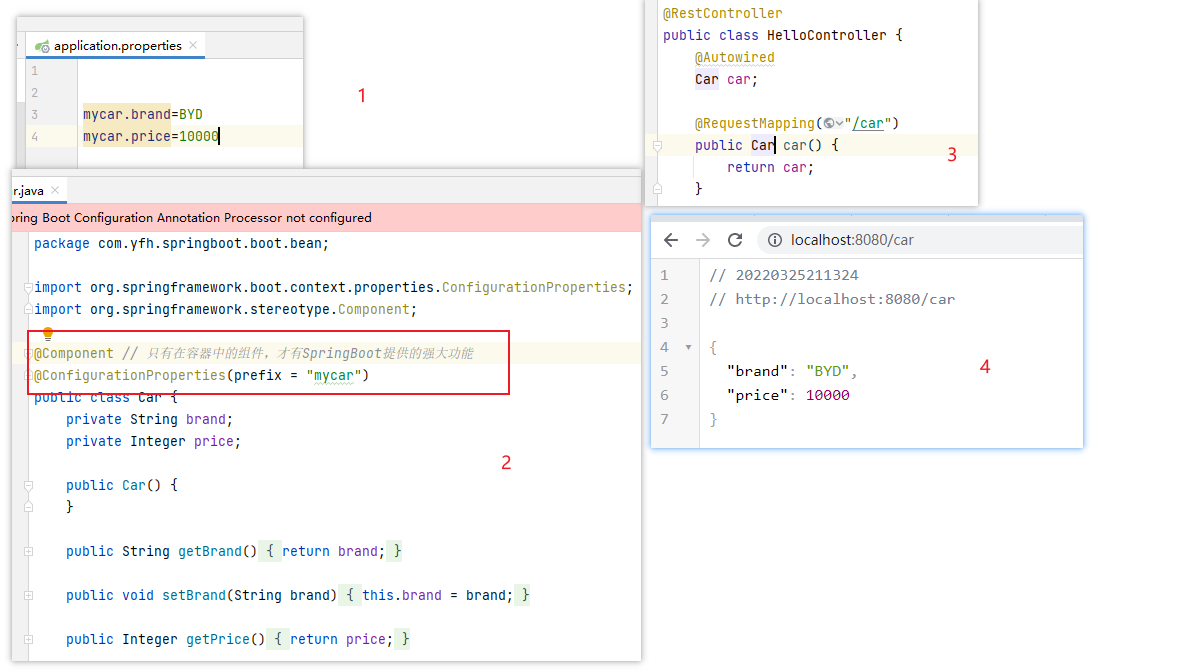 application.properties
1
2
3 mycar.brand=BYD
4 mycar.price=10000
1
r.java
ring Boot Configuration Annotation Processor not configured
package com.yfh.springboot.boot.bean;
import org.springframework.boot.context.properties.ConfigurationProperties;
import org.springframework.stereotype.Component;
@Component // 只有在容器中的组件，才有SpringBoot提供的强大功能
@ConfigurationProperties(prefix = "mycar")
public class Car {
private String brand;
private Integer price;
public Car() {
}
public String getBrand() { return brand; }
public void setBrand(String brand) { this.brand = brand; }
public Integer getPrice() { return price; }
2
@RestController
public class HelloController {
@Autowired
Car car;
@RequestMapping("/car")
public Car car() {
return car;
}
3
localhost:8080/car
1 // 20220325211324
2 // http://localhost:8080/car
3
4 {
5 "brand": "BYD",
6 "price": 10000
7 }
4